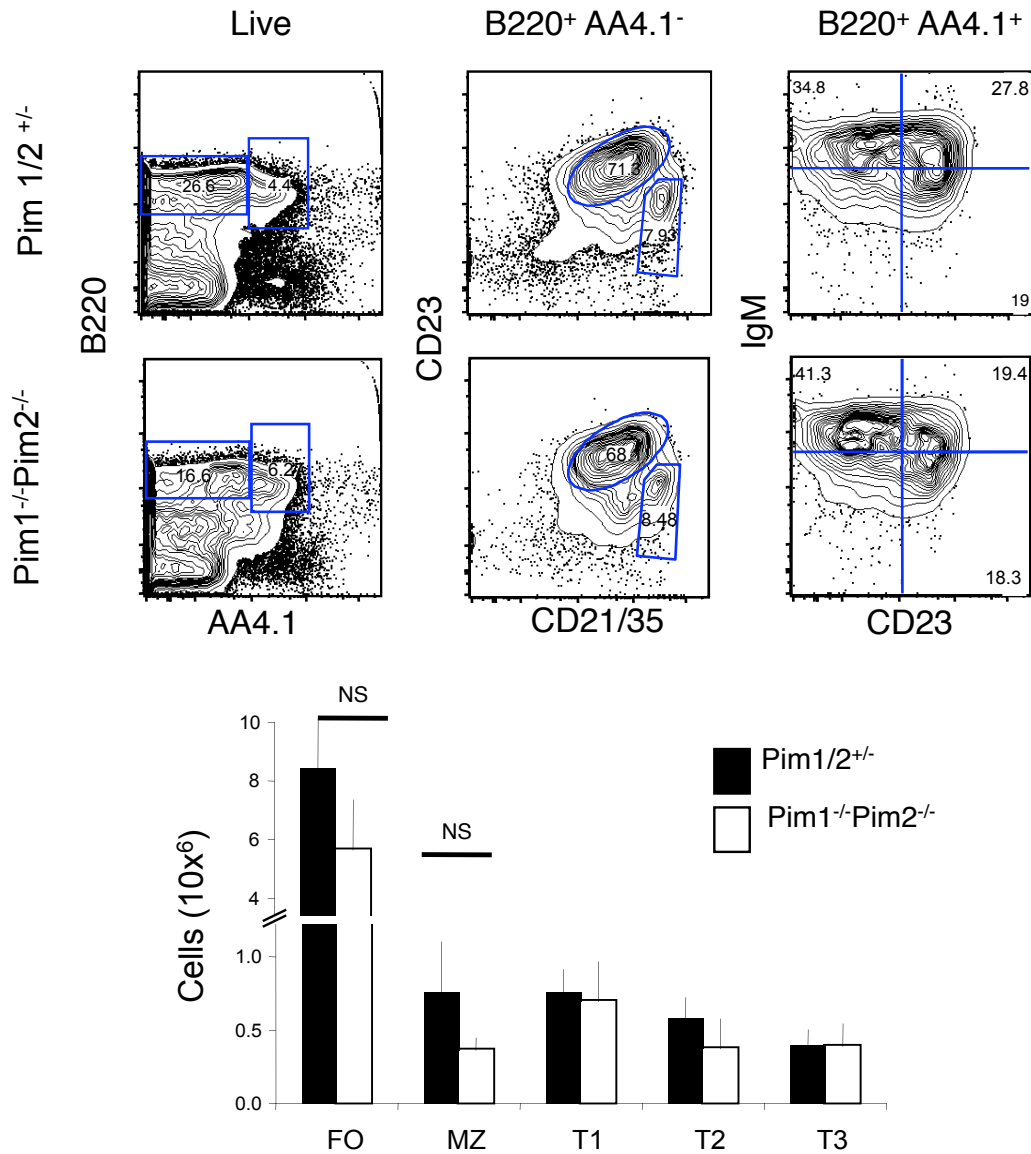 Live
B220⁺ AA4.1⁻
B220⁺ AA4.1⁺
Pim 1/2 ⁺/⁻
B220
26.6
4.4
CD23
71.3
7.93
IgM
34.8
27.8
19
Pim1⁻/⁻Pim2⁻/⁻
16.6
6.2
68
8.48
41.3
19.4
18.3
AA4.1
CD21/35
CD23
NS
NS
Pim1/2⁺/⁻
Pim1⁻/⁻Pim2⁻/⁻
Cells (10x⁶)
10
8
6
4
1.0
0.5
0.0
FO
MZ
T1
T2
T3